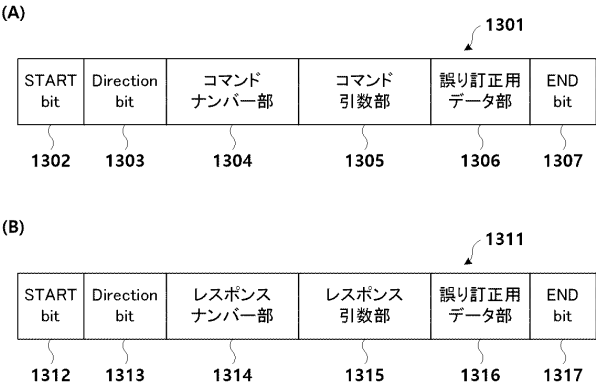 (A)
1301
START bit
Direction bit
コマンド ナンバー部
コマンド 引数部
誤り訂正用 データ部
END bit
1302 1303 1304 1305 1306 1307
(B)
1311
START bit
Direction bit
レスポンス ナンバー部
レスポンス 引数部
誤り訂正用 データ部
END bit
1312 1313 1314 1315 1316 1317